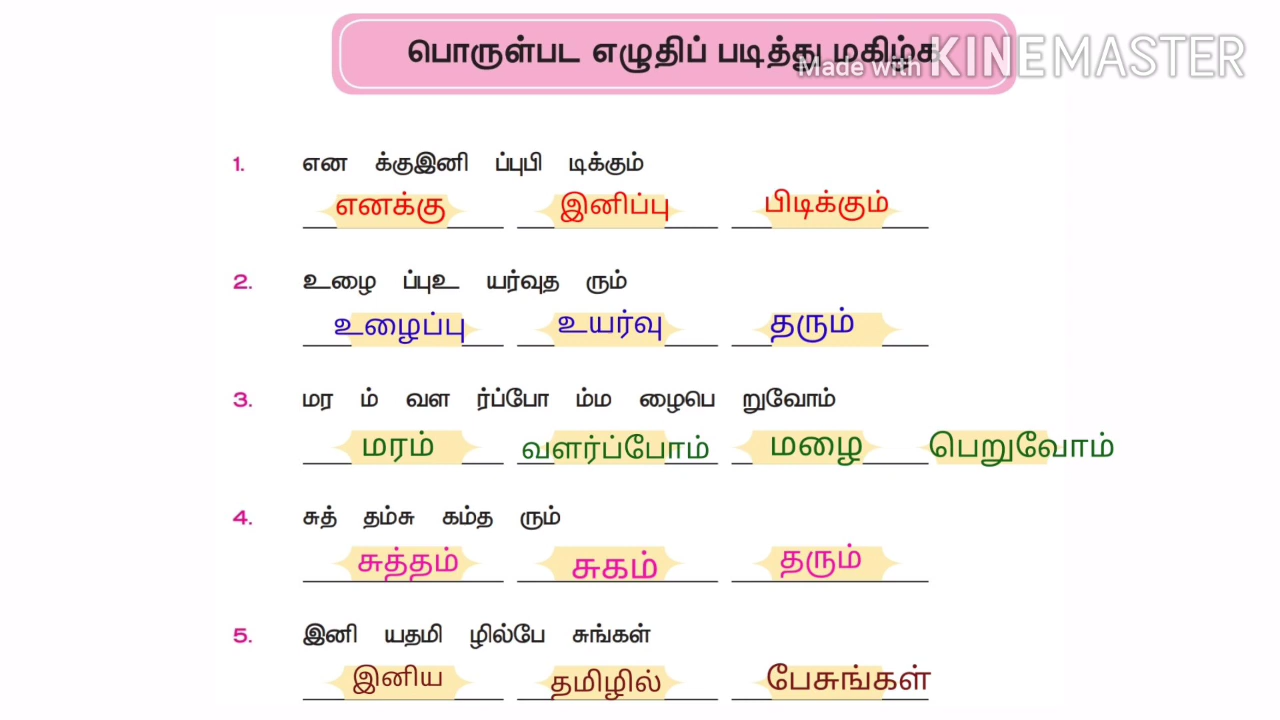 பொருள்பட எழுதிப் படித்து மகிழ்க
Made with KINEMASTER
1. என க்குஇனி ப்புபி டிக்கும்
எனக்கு இனிப்பு பிடிக்கும்
2. உழை ப்புஉ யர்வுத ரும்
உழைப்பு உயர்வு தரும்
3. மர ம் வள ர்ப்போ ம்ம ழைபெ றுவோம்
மரம் வளர்ப்போம் மழை பெறுவோம்
4. சுத் தம்சு கம்த ரும்
சுத்தம் சுகம் தரும்
5. இனி யதமி ழில்பே சுங்கள்
இனிய தமிழில் பேசுங்கள்